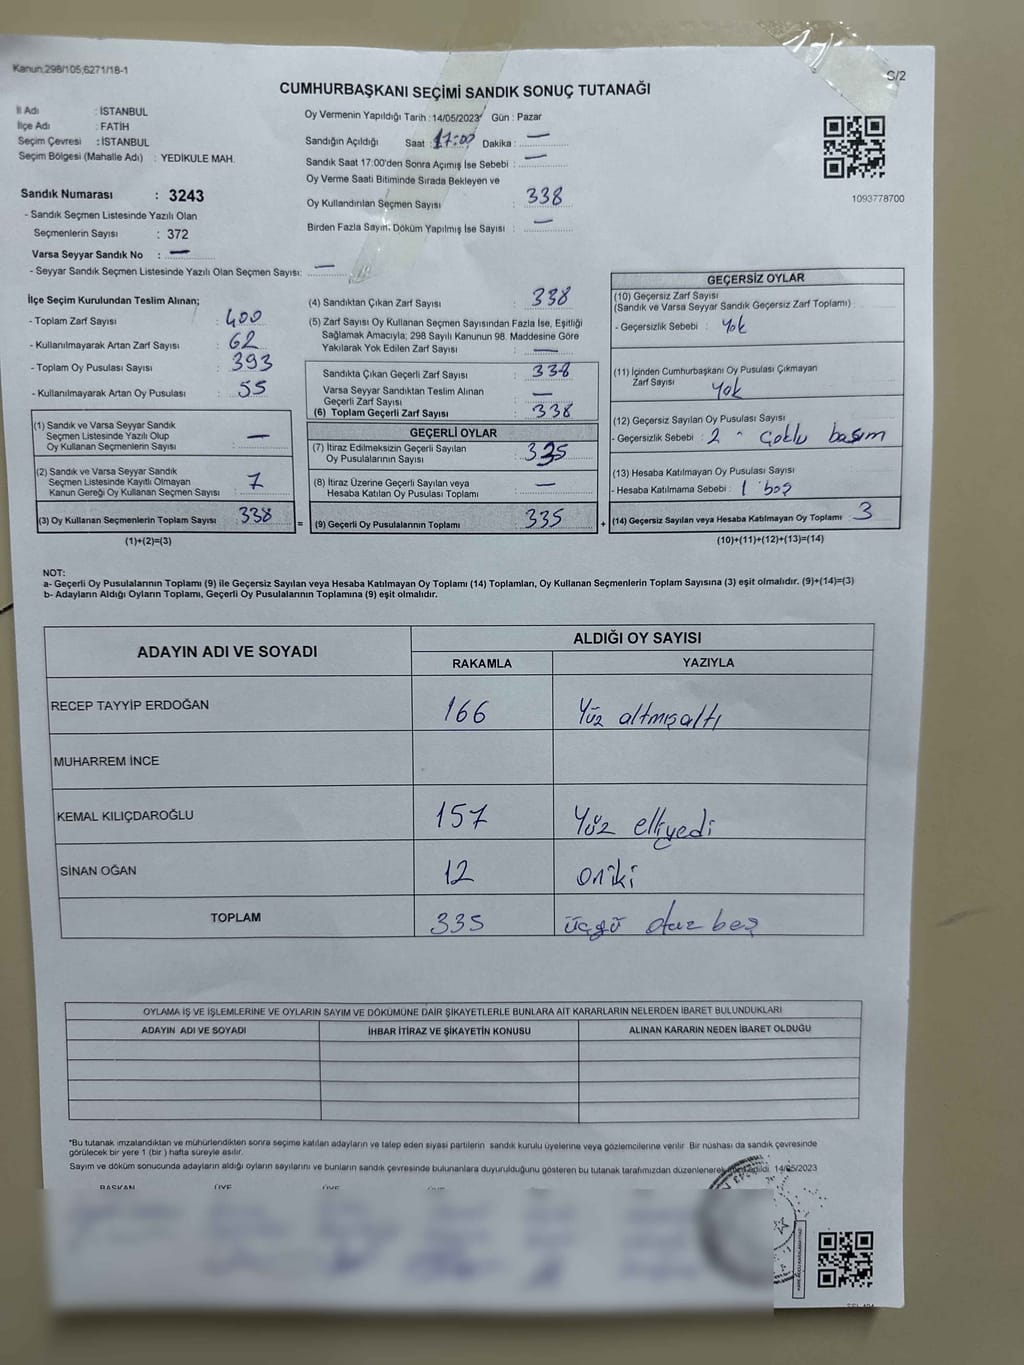 Kanun:298/105;6271/18-1
S/2
CUMHURBAŞKANI SEÇİMİ SANDIK SONUÇ TUTANAĞI
İl Adı : İSTANBUL
İlçe Adı : FATİH
Seçim Çevresi : İSTANBUL
Seçim Bölgesi (Mahalle Adı) : YEDİKULE MAH.
Sandık Numarası : 3243
- Sandık Seçmen Listesinde Yazılı Olan
Seçmenlerin Sayısı : 372
Varsa Seyyar Sandık No : —
- Seyyar Sandık Seçmen Listesinde Yazılı Olan Seçmen Sayısı: —
Oy Vermenin Yapıldığı Tarih : 14/05/2023 Gün : Pazar
Sandığın Açıldığı Saat : 17:00 Dakika : —
Sandık Saat 17:00'den Sonra Açımış İse Sebebi : —
Oy Verme Saati Bitiminde Sırada Bekleyen ve
Oy Kullandırılan Seçmen Sayısı : 338
Birden Fazla Sayım, Döküm Yapılmış İse Sayısı : —
1093778700
İlçe Seçim Kurulundan Teslim Alınan;
- Toplam Zarf Sayısı : 400
- Kullanılmayarak Artan Zarf Sayısı : 62
- Toplam Oy Pusulası Sayısı : 393
- Kullanılmayarak Artan Oy Pusulası : 55
(1) Sandık ve Varsa Seyyar Sandık
Seçmen Listesinde Yazılı Olup
Oy Kullanan Seçmenlerin Sayısı : —
(2) Sandık ve Varsa Seyyar Sandık
Seçmen Listesinde Kayıtlı Olmayan
Kanun Gereği Oy Kullanan Seçmen Sayısı : 7
(3) Oy Kullanan Seçmenlerin Toplam Sayısı : 338
(1)+(2)=(3)
=
(4) Sandıktan Çıkan Zarf Sayısı : 338
(5) Zarf Sayısı Oy Kullanan Seçmen Sayısından Fazla İse, Eşitliği
Sağlamak Amacıyla; 298 Sayılı Kanunun 98. Maddesine Göre
Yakılarak Yok Edilen Zarf Sayısı : —
Sandıkta Çıkan Geçerli Zarf Sayısı : 338
Varsa Seyyar Sandıktan Teslim Alınan
Geçerli Zarf Sayısı : —
(6) Toplam Geçerli Zarf Sayısı : 338
GEÇERLİ OYLAR
(7) İtiraz Edilmeksizin Geçerli Sayılan
Oy Pusulalarının Sayısı : 335
(8) İtiraz Üzerine Geçerli Sayılan veya
Hesaba Katılan Oy Pusulası Toplamı : —
(9) Geçerli Oy Pusulalarının Toplamı : 335
+
GEÇERSİZ OYLAR
(10) Geçersiz Zarf Sayısı
(Sandık ve Varsa Seyyar Sandık Geçersiz Zarf Toplamı)
- Geçersizlik Sebebi : Yok
(11) İçinden Cumhurbaşkanı Oy Pusulası Çıkmayan
Zarf Sayısı Yok
(12) Geçersiz Sayılan Oy Pusulası Sayısı
- Geçersizlik Sebebi : 2 - Çoklu basım
(13) Hesaba Katılmayan Oy Pusulası Sayısı
- Hesaba Katılmama Sebebi : 1 boş
(14) Geçersiz Sayılan veya Hesaba Katılmayan Oy Toplamı 3
(10)+(11)+(12)+(13)=(14)
NOT:
a- Geçerli Oy Pusulalarının Toplamı (9) ile Geçersiz Sayılan veya Hesaba Katılmayan Oy Toplamı (14) Toplamları, Oy Kullanan Seçmenlerin Toplam Sayısına (3) eşit olmalıdır. (9)+(14)=(3)
b- Adayların Aldığı Oyların Toplamı, Geçerli Oy Pusulalarının Toplamına (9) eşit olmalıdır.
ADAYIN ADI VE SOYADI ALDIĞI OY SAYISI
RAKAMLA YAZIYLA
RECEP TAYYİP ERDOĞAN 166 Yüz altmışaltı
MUHARREM İNCE
KEMAL KILIÇDAROĞLU 157 Yüz elliyedi
SİNAN OĞAN 12 oniki
TOPLAM 335 üçyü otuz beş
OYLAMA İŞ VE İŞLEMLERİNE VE OYLARIN SAYIM VE DÖKÜMÜNE DAİR ŞİKAYETLERLE BUNLARA AİT KARARLARIN NELERDEN İBARET BULUNDUKLARI
ADAYIN ADI VE SOYADI İHBAR İTİRAZ VE ŞİKAYETİN KONUSU ALINAN KARARIN NEDEN İBARET OLDUĞU
*Bu tutanak imzalandıktan ve mühürlendikten sonra seçime katılan adayların ve talep eden siyasi partilerin sandık kurulu üyelerine veya gözlemcilerine verilir. Bir nüshası da sandık çevresinde
görülecek bir yere 1 (bir ) hafta süreyle asılır.
Sayım ve döküm sonucunda adayların aldığı oyların sayılarını ve bunların sandık çevresinde bulunanlara duyurulduğunu gösteren bu tutanak tarafımızdan düzenlenerek 14/05/2023
BAŞKAN ÜYE ÜYE ÜYE